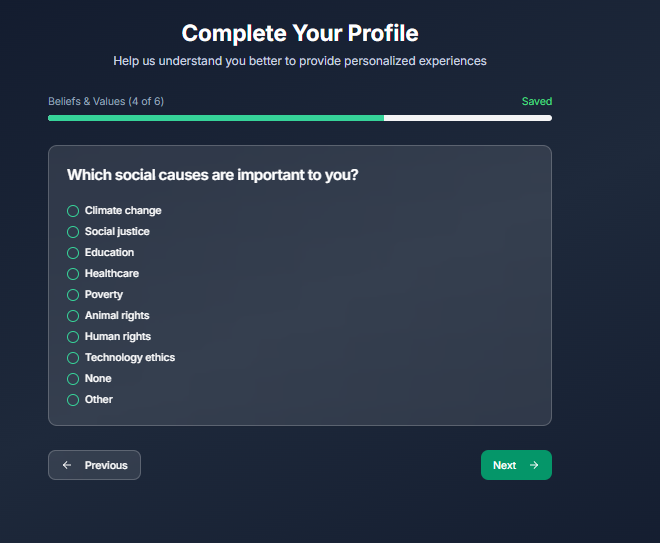 Complete Your Profile
Help us understand you better to provide personalized experiences
Beliefs & Values (4 of 6)
Saved
Which social causes are important to you?
Climate change
Social justice
Education
Healthcare
Poverty
Animal rights
Human rights
Technology ethics
None
Other
← Previous
Next →